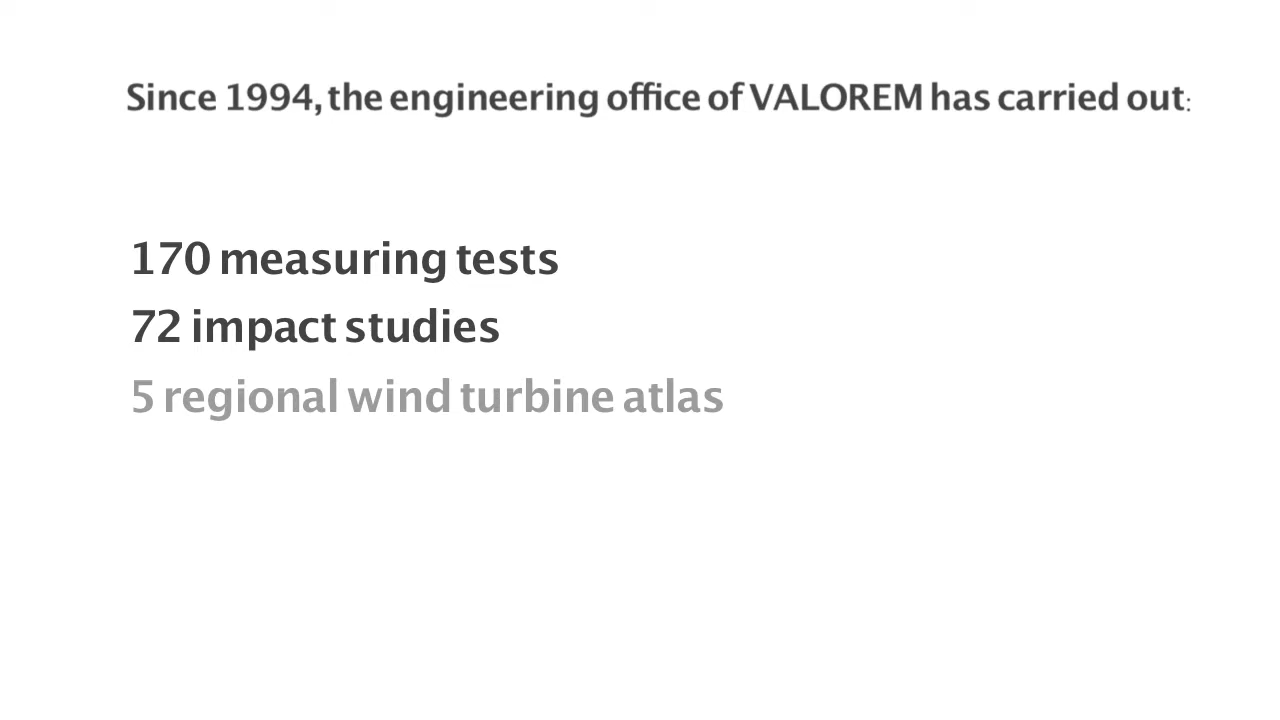 Since 1994, the engineering office of VALOREM has carried out:
170 measuring tests
72 impact studies
5 regional wind turbine atlas